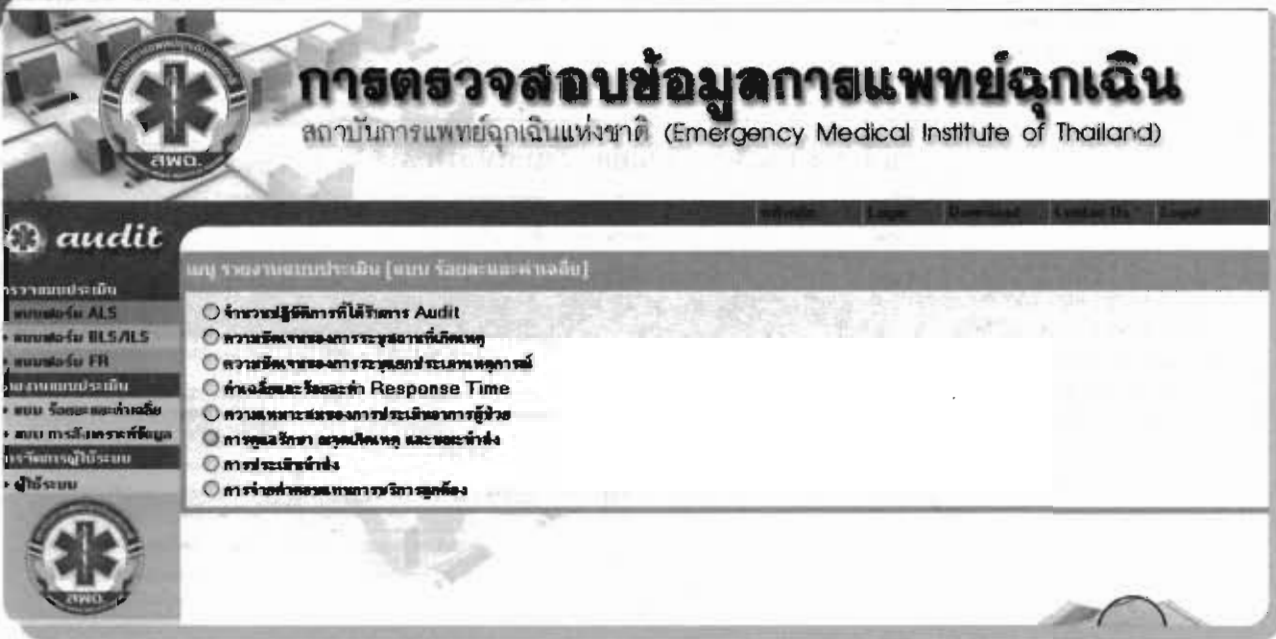 การตรวจสอบข้อมูลการแพทย์ฉุกเฉิน
สถาบันการแพทย์ฉุกเฉินแห่งชาติ (Emergency Medical Institute of Thailand)
สพฉ.
หน้าหลัก Login Download Contact Us Logout
audit
เมนู รายงานแบบประเมิน [แบบ ร้อยละและค่าเฉลี่ย]
ตรวจแบบประเมิน
แบบฟอร์ม ALS
แบบฟอร์ม BLS/ILS
แบบฟอร์ม FR
รายงานแบบประเมิน
แบบ ร้อยละและค่าเฉลี่ย
แบบ การสังเคราะห์ข้อมูล
การจัดการผู้ใช้ระบบ
ผู้ใช้ระบบ
จำนวนปฏิบัติการที่ได้รับการ Audit
ความชัดเจนของการระบุสถานที่เกิดเหตุ
ความชัดเจนของการระบุแยกประเภทเหตุการณ์
ค่าเฉลี่ยและร้อยละค่า Response Time
ความเหมาะสมของการประเมินอาการผู้ป่วย
การดูแลรักษา ณจุดเกิดเหตุ และขณะนำส่ง
การประเมินนำส่ง
การจ่ายค่าตอบแทนการบริการถูกต้อง
สพฉ.